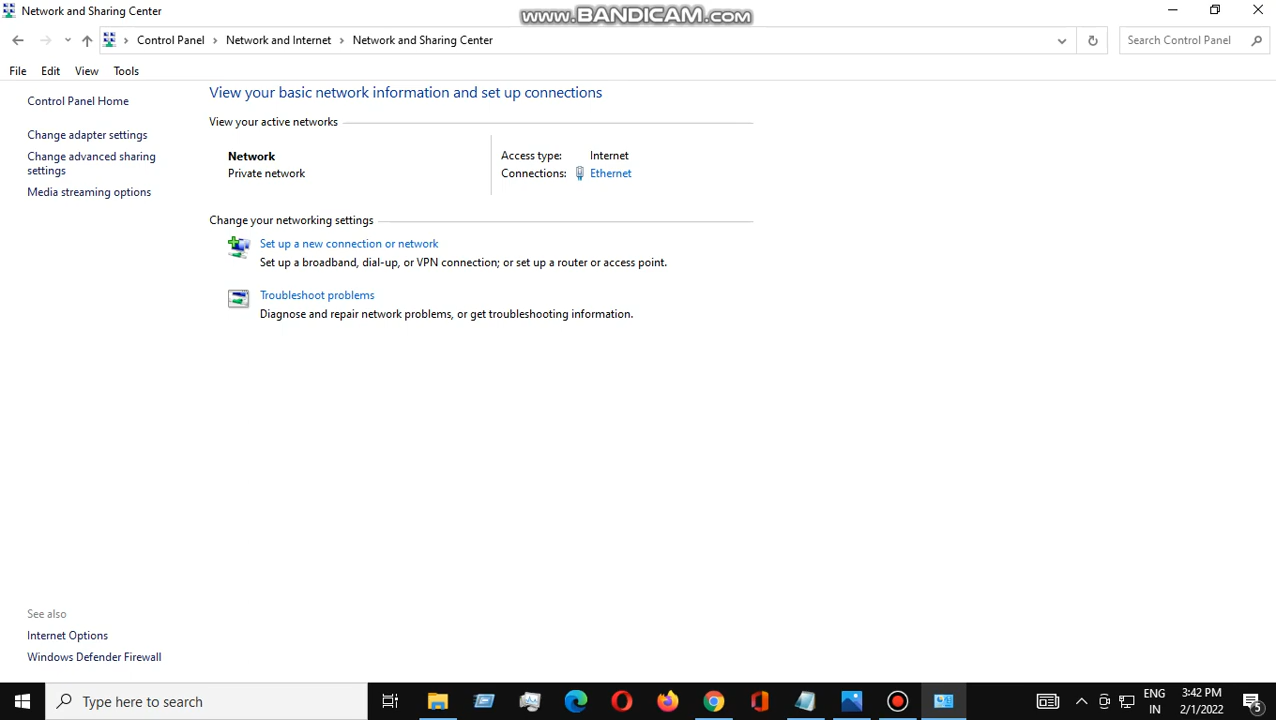 Network and Sharing Center
www.BANDICAM.com
Control Panel > Network and Internet > Network and Sharing Center
Search Control Panel
File Edit View Tools
Control Panel Home
Change adapter settings
Change advanced sharing
settings
Media streaming options
View your basic network information and set up connections
View your active networks
Network
Private network
Access type: Internet
Connections: Ethernet
Change your networking settings
Set up a new connection or network
Set up a broadband, dial-up, or VPN connection; or set up a router or access point.
Troubleshoot problems
Diagnose and repair network problems, or get troubleshooting information.
See also
Internet Options
Windows Defender Firewall
Type here to search
ENG
IN
3:42 PM
2/1/2022
5